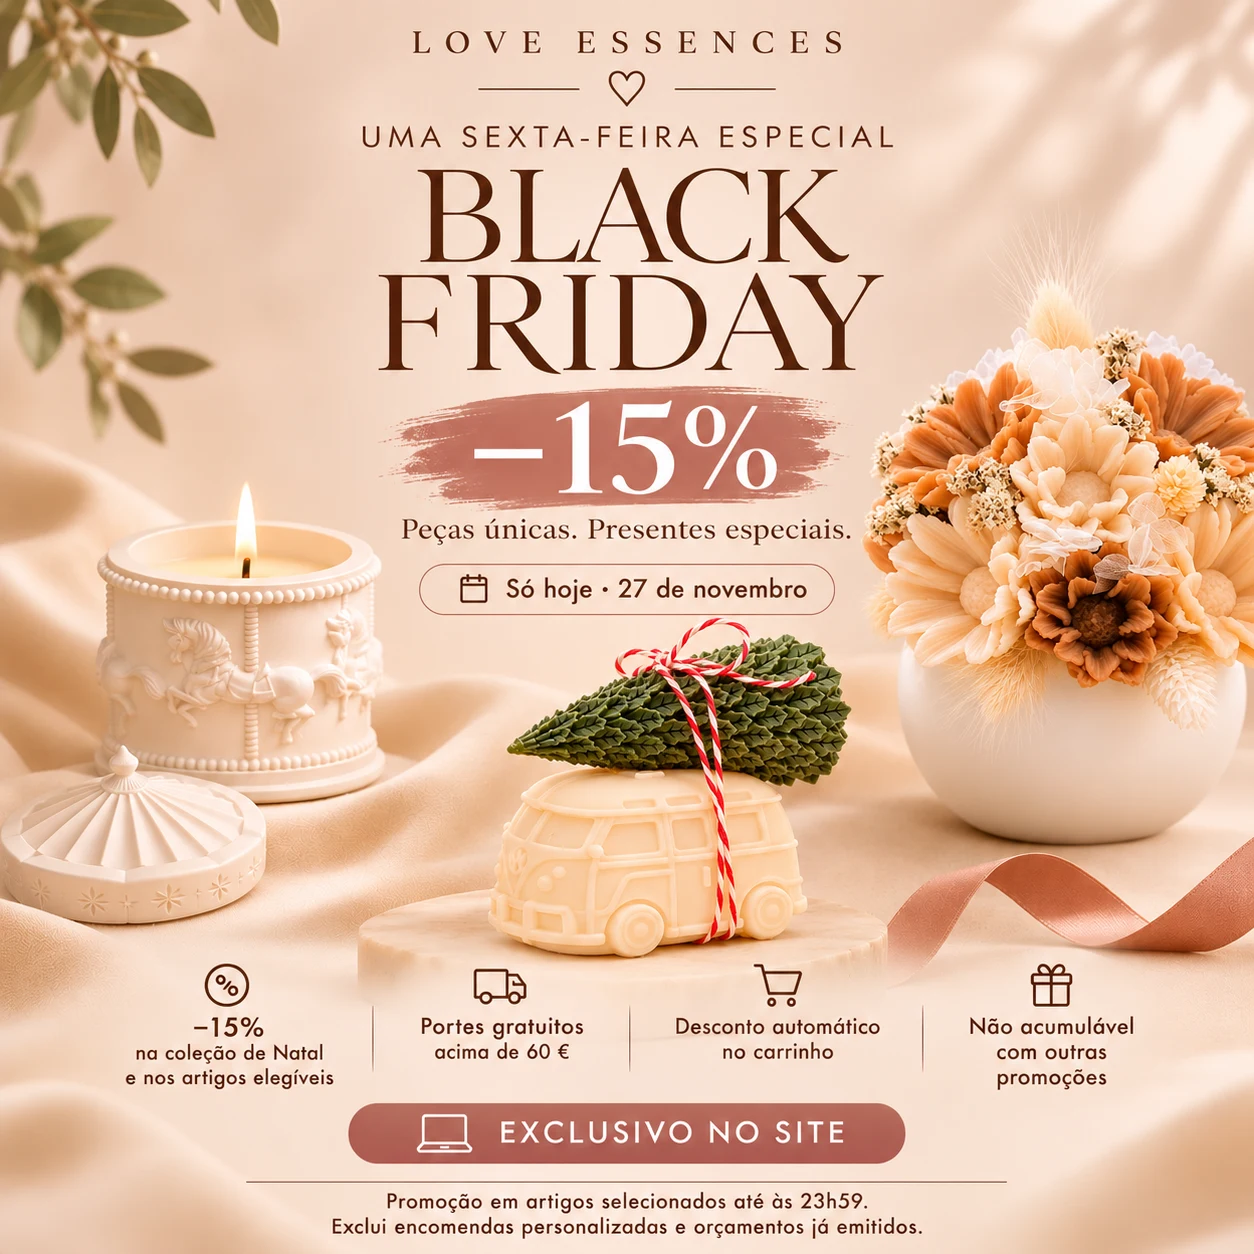 LOVE ESSENCES
UMA SEXTA-FEIRA ESPECIAL
BLACK
FRIDAY
–15%
Peças únicas. Presentes especiais.
Só hoje • 27 de novembro
–15%
na coleção de Natal
e nos artigos elegíveis
Portes gratuitos
acima de 60 €
Desconto automático
no carrinho
Não acumulável
com outras
promoções
EXCLUSIVO NO SITE
Promoção em artigos selecionados até às 23h59.
Exclui encomendas personalizadas e orçamentos já emitidos.